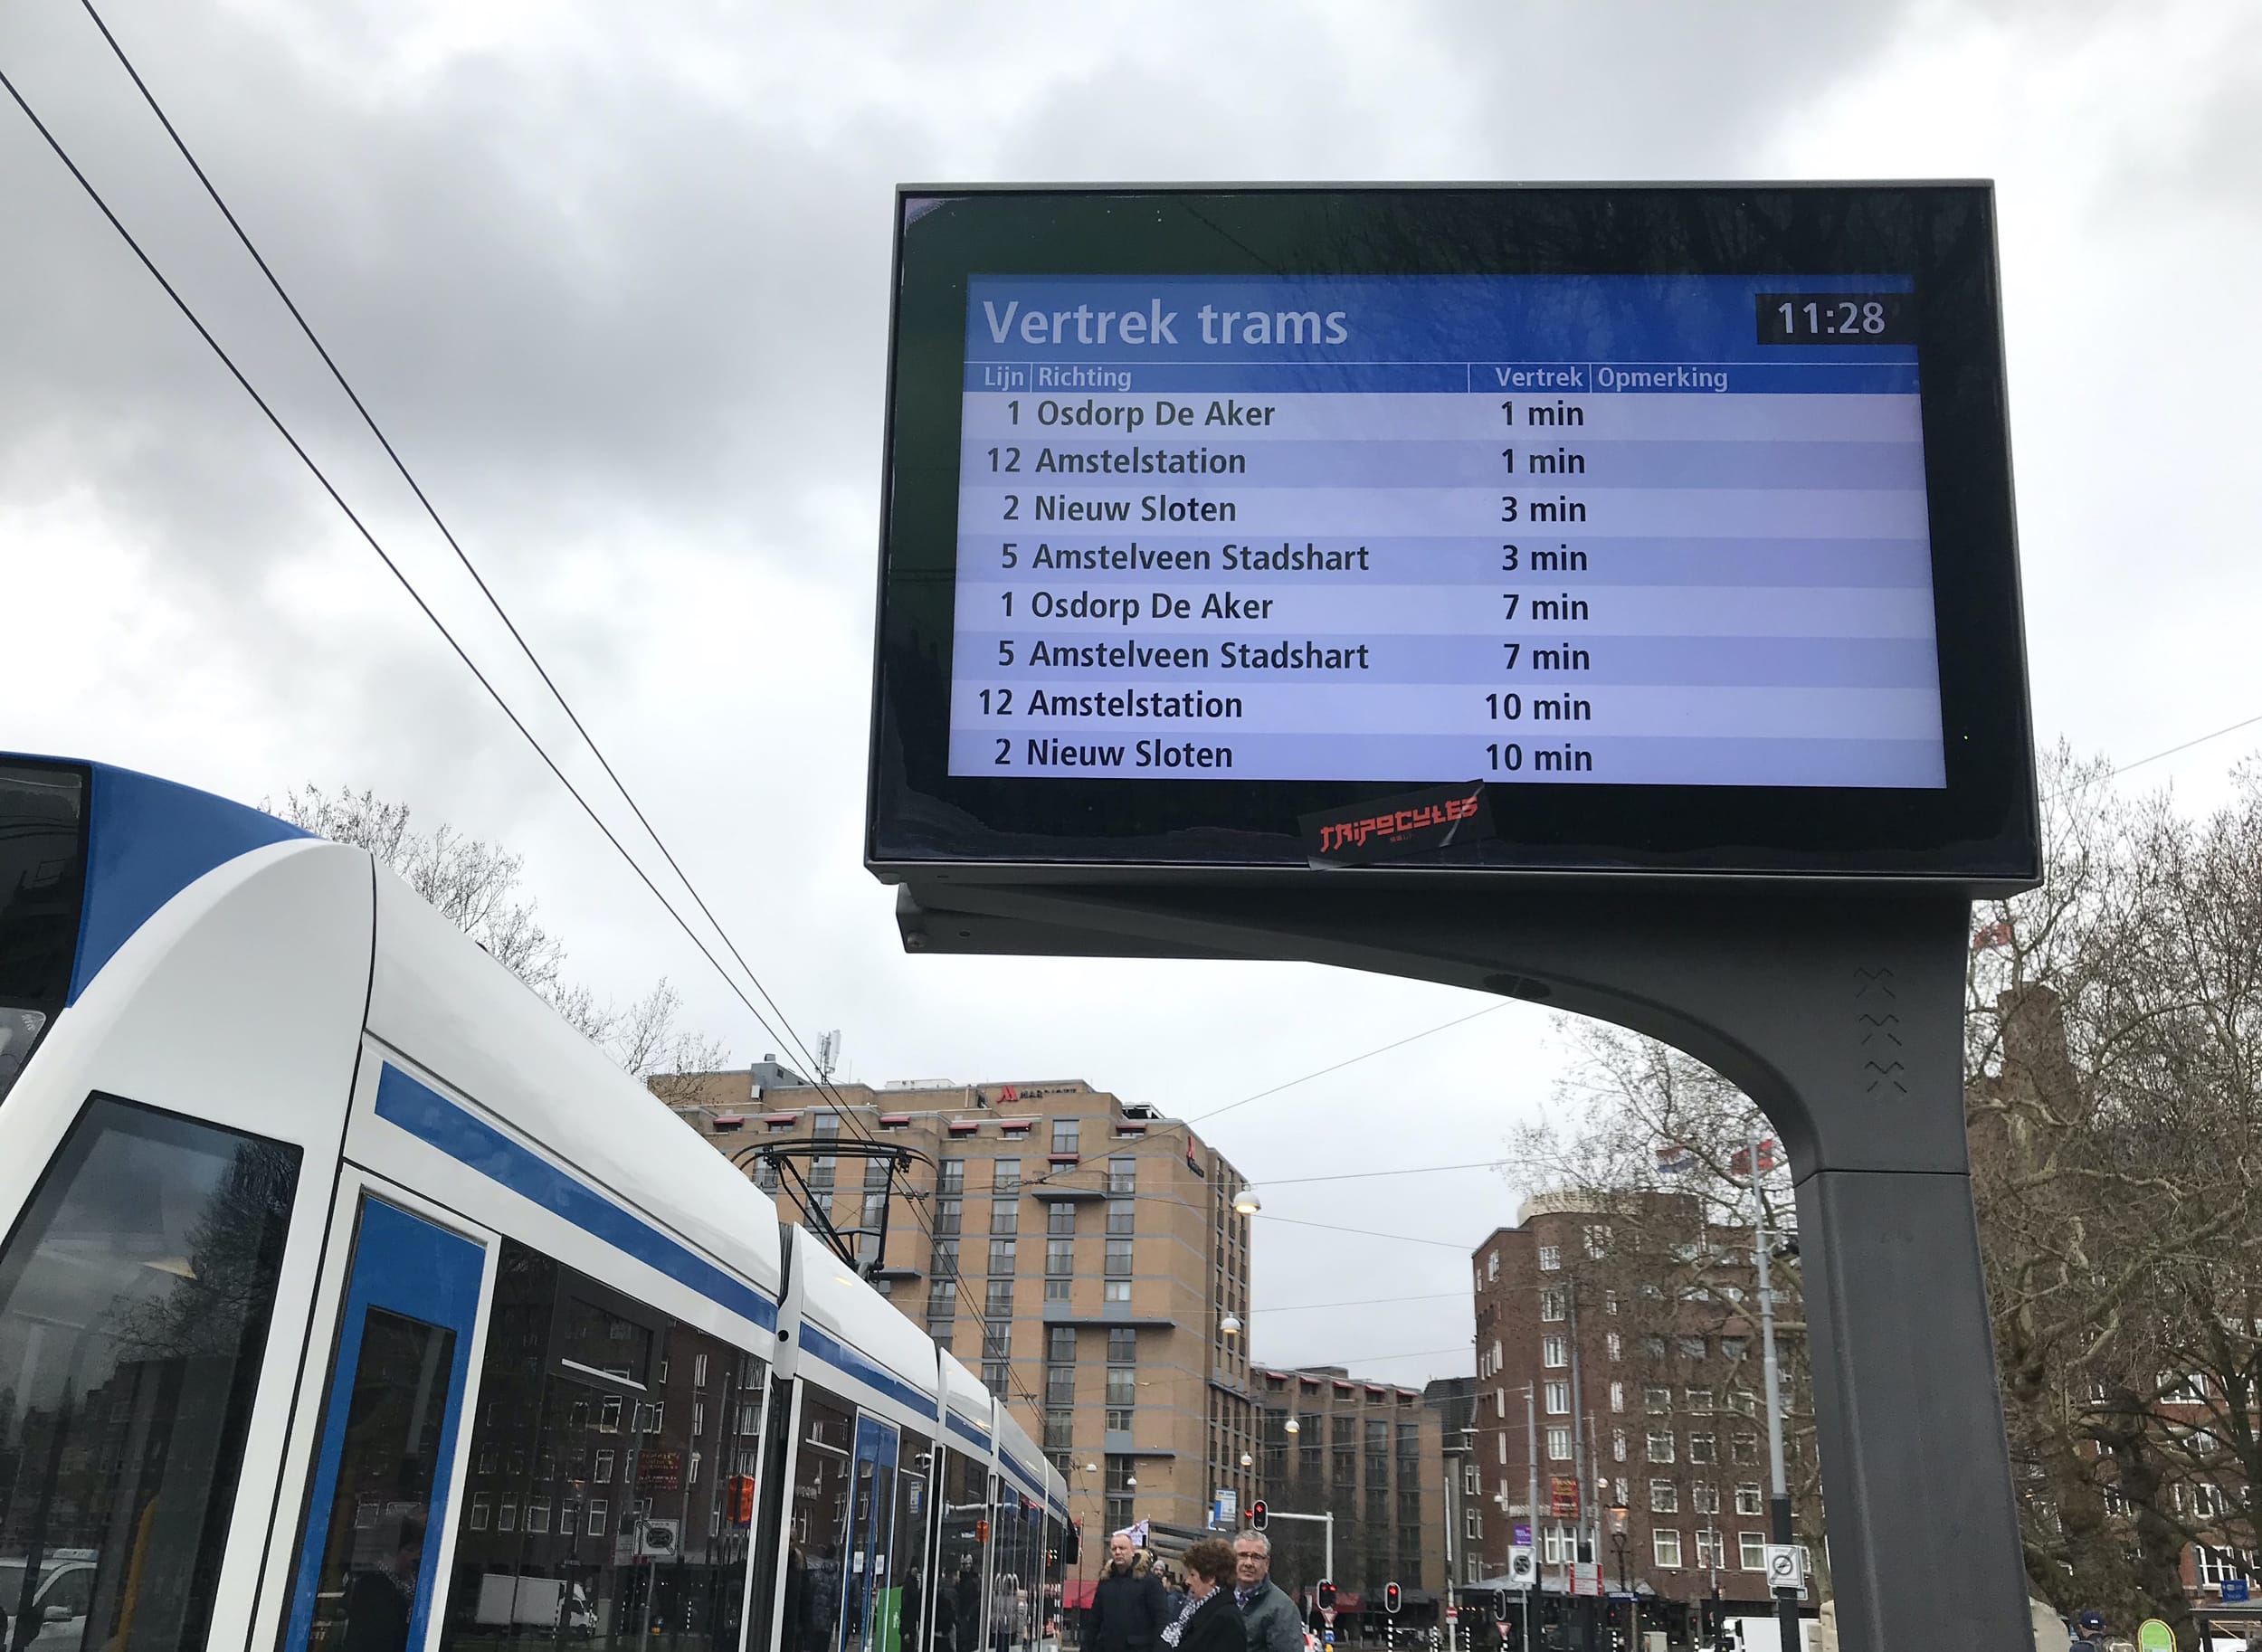 Vertrek trams 11:28
Lijn Richting Vertrek Opmerking
1 Osdorp De Aker 1 min
12 Amstelstation 1 min
2 Nieuw Sloten 3 min
5 Amstelveen Stadshart 3 min
1 Osdorp De Aker 7 min
5 Amstelveen Stadshart 7 min
12 Amstelstation 10 min
2 Nieuw Sloten 10 min
TRipOCULES
MARRIOTT